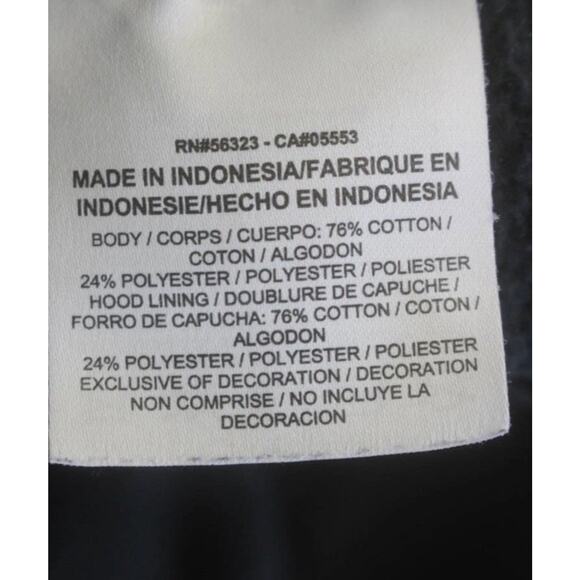 RN#56323 - CA#05553
MADE IN INDONESIA/FABRIQUE EN
INDONESIE/HECHO EN INDONESIA
BODY / CORPS / CUERPO: 76% COTTON /
COTON / ALGODON
24% POLYESTER / POLYESTER / POLIESTER
HOOD LINING / DOUBLURE DE CAPUCHE /
FORRO DE CAPUCHA: 76% COTTON / COTON /
ALGODON
24% POLYESTER / POLYESTER / POLIESTER
EXCLUSIVE OF DECORATION / DECORATION
NON COMPRISE / NO INCLUYE LA
DECORACION